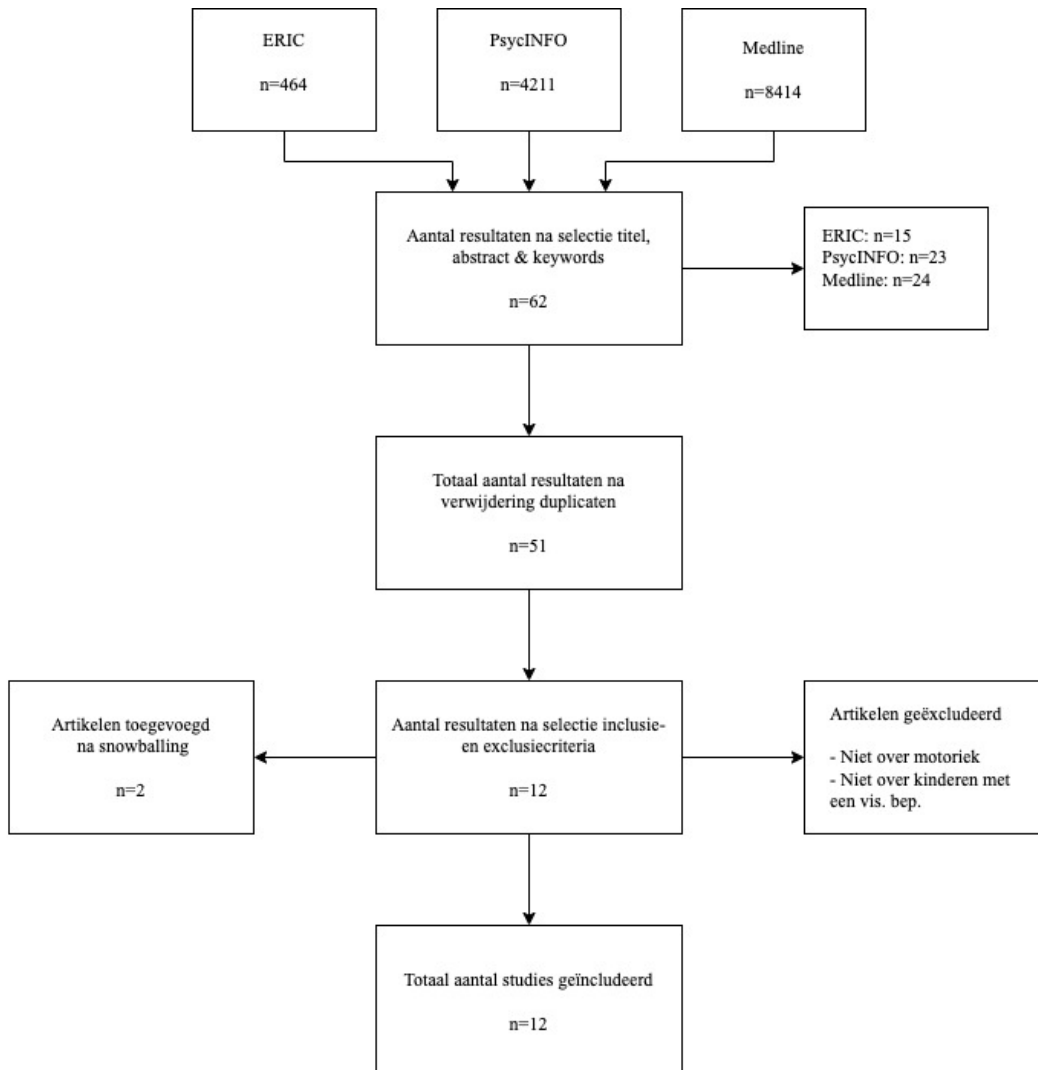 ERIC
n=464
PsycINFO
n=4211
Medline
n=8414
Aantal resultaten na selectie titel,
abstract & keywords
n=62
ERIC: n=15
PsycINFO: n=23
Medline: n=24
Totaal aantal resultaten na
verwijdering duplicaten
n=51
Artikelen toegevoegd
na snowballing
n=2
Aantal resultaten na selectie inclusie-
en exclusiecriteria
n=12
Artikelen geëxcludeerd
- Niet over motoriek
- Niet over kinderen met
een vis. bep.
Totaal aantal studies geïncludeerd
n=12